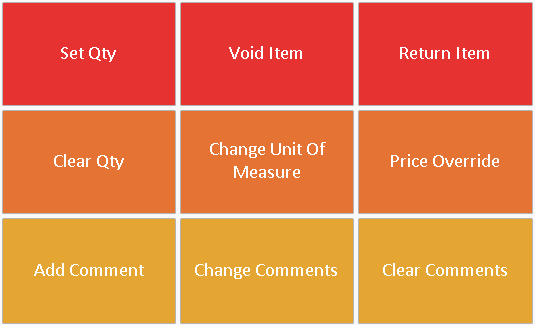 Set Qty
Void Item
Return Item
Clear Qty
Change Unit Of
Measure
Price Override
Add Comment
Change Comments
Clear Comments